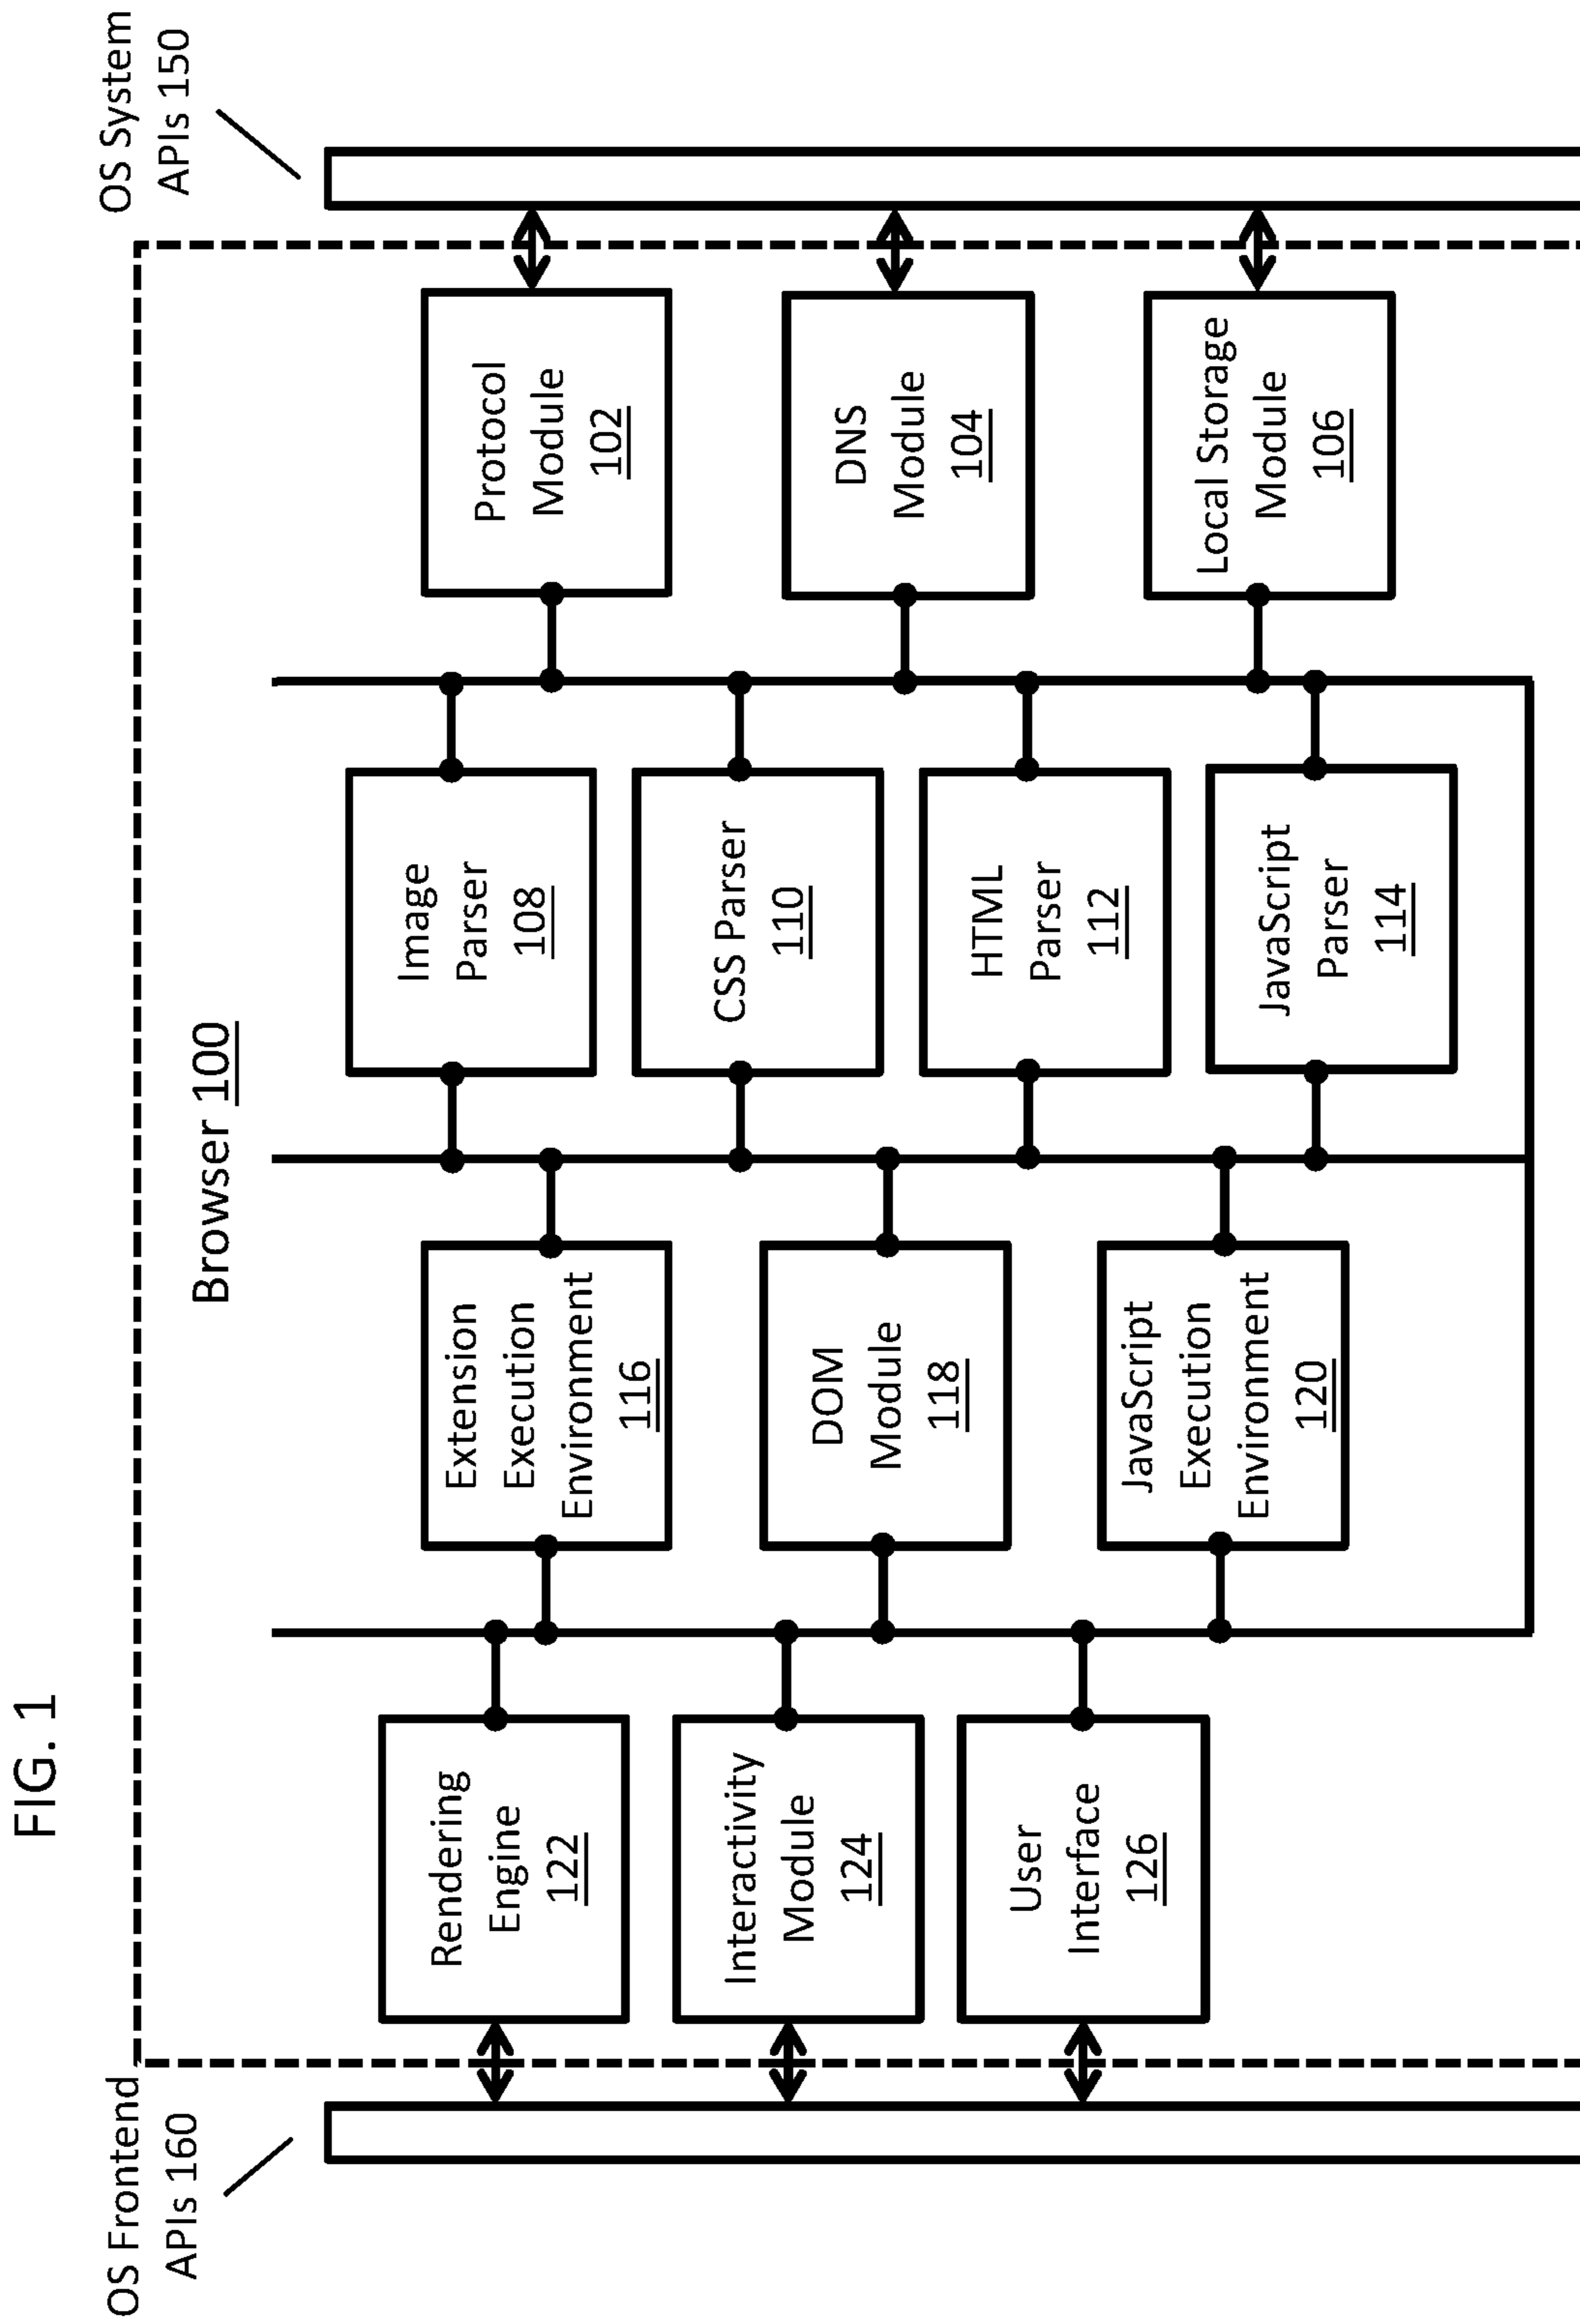 FIG. 1
OS Frontend
APIs 160
Browser 100
OS System
APIs 150
Rendering
Engine
122
Interactivity
Module
124
User
Interface
126
Extension
Execution
Environment
116
DOM
Module
118
JavaScript
Execution
Environment
120
Image
Parser
108
CSS Parser
110
HTML
Parser
112
JavaScript
Parser
114
Protocol
Module
102
DNS
Module
104
Local Storage
Module
106